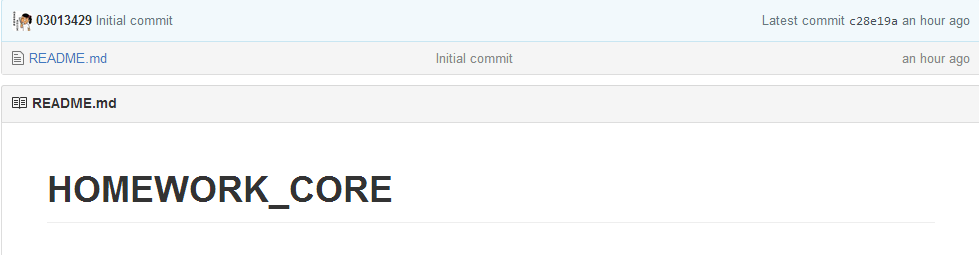 03013429 Initial commit Latest commit c28e19a an hour ago
README.md Initial commit an hour ago
README.md
HOMEWORK_CORE